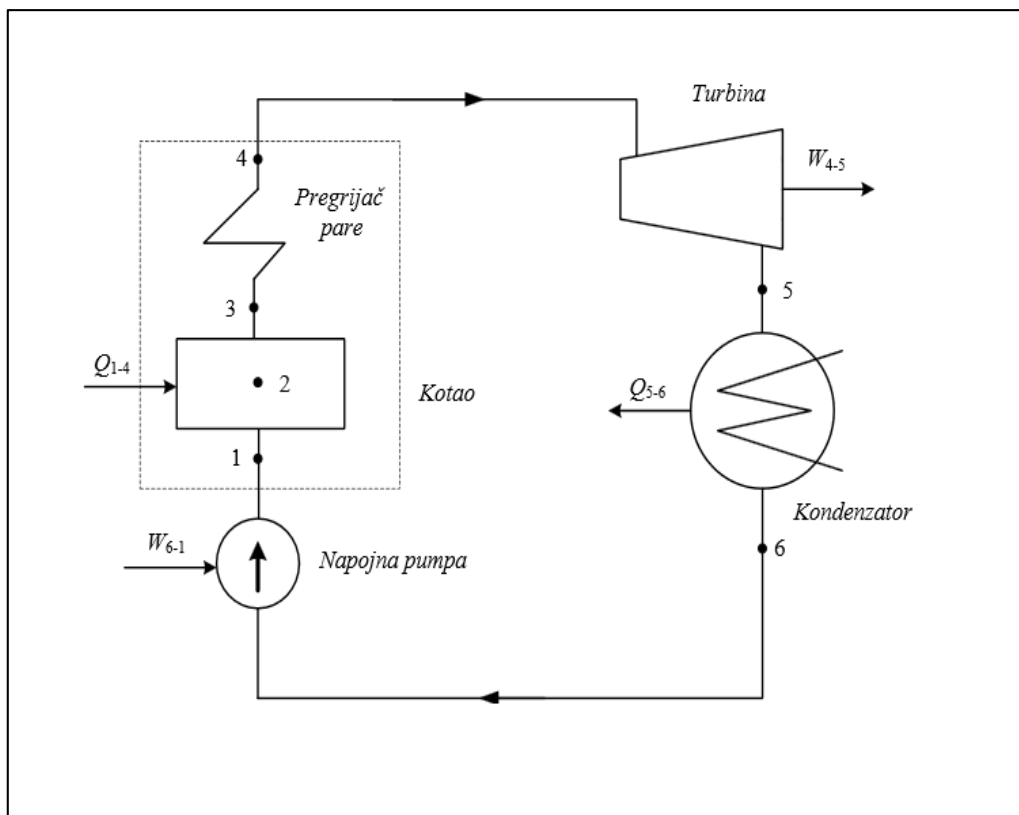 Turbina
4
W4-5
Pregrijač
pare
3
5
Q1-4
2
Kotao
Q5-6
1
Kondenzator
W6-1
Napojna pumpa
6